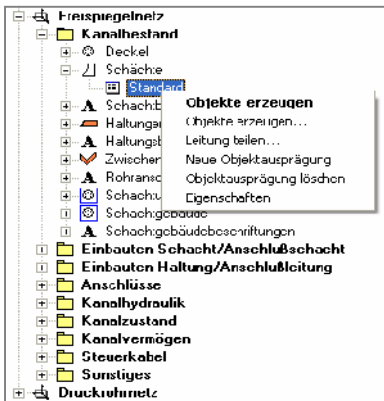 Freispiegelnetz
Kanalbestand
Deckel
Schächte
Standard
Objekte erzeugen
Objekte erzeugen...
Leitung teilen...
Neue Objektausprägung
Objektausprägung löschen
Eigenschaften
Schachtgebäude
Schachtgebäudebeschriftungen
Einbauten Schacht/Anschlußschacht
Einbauten Haltung/Anschlußleitung
Anschlüsse
Kanalhydraulik
Kanalzustand
Kanalvermögen
Steuerkabel
Sonstiges
Druckrohrnetz